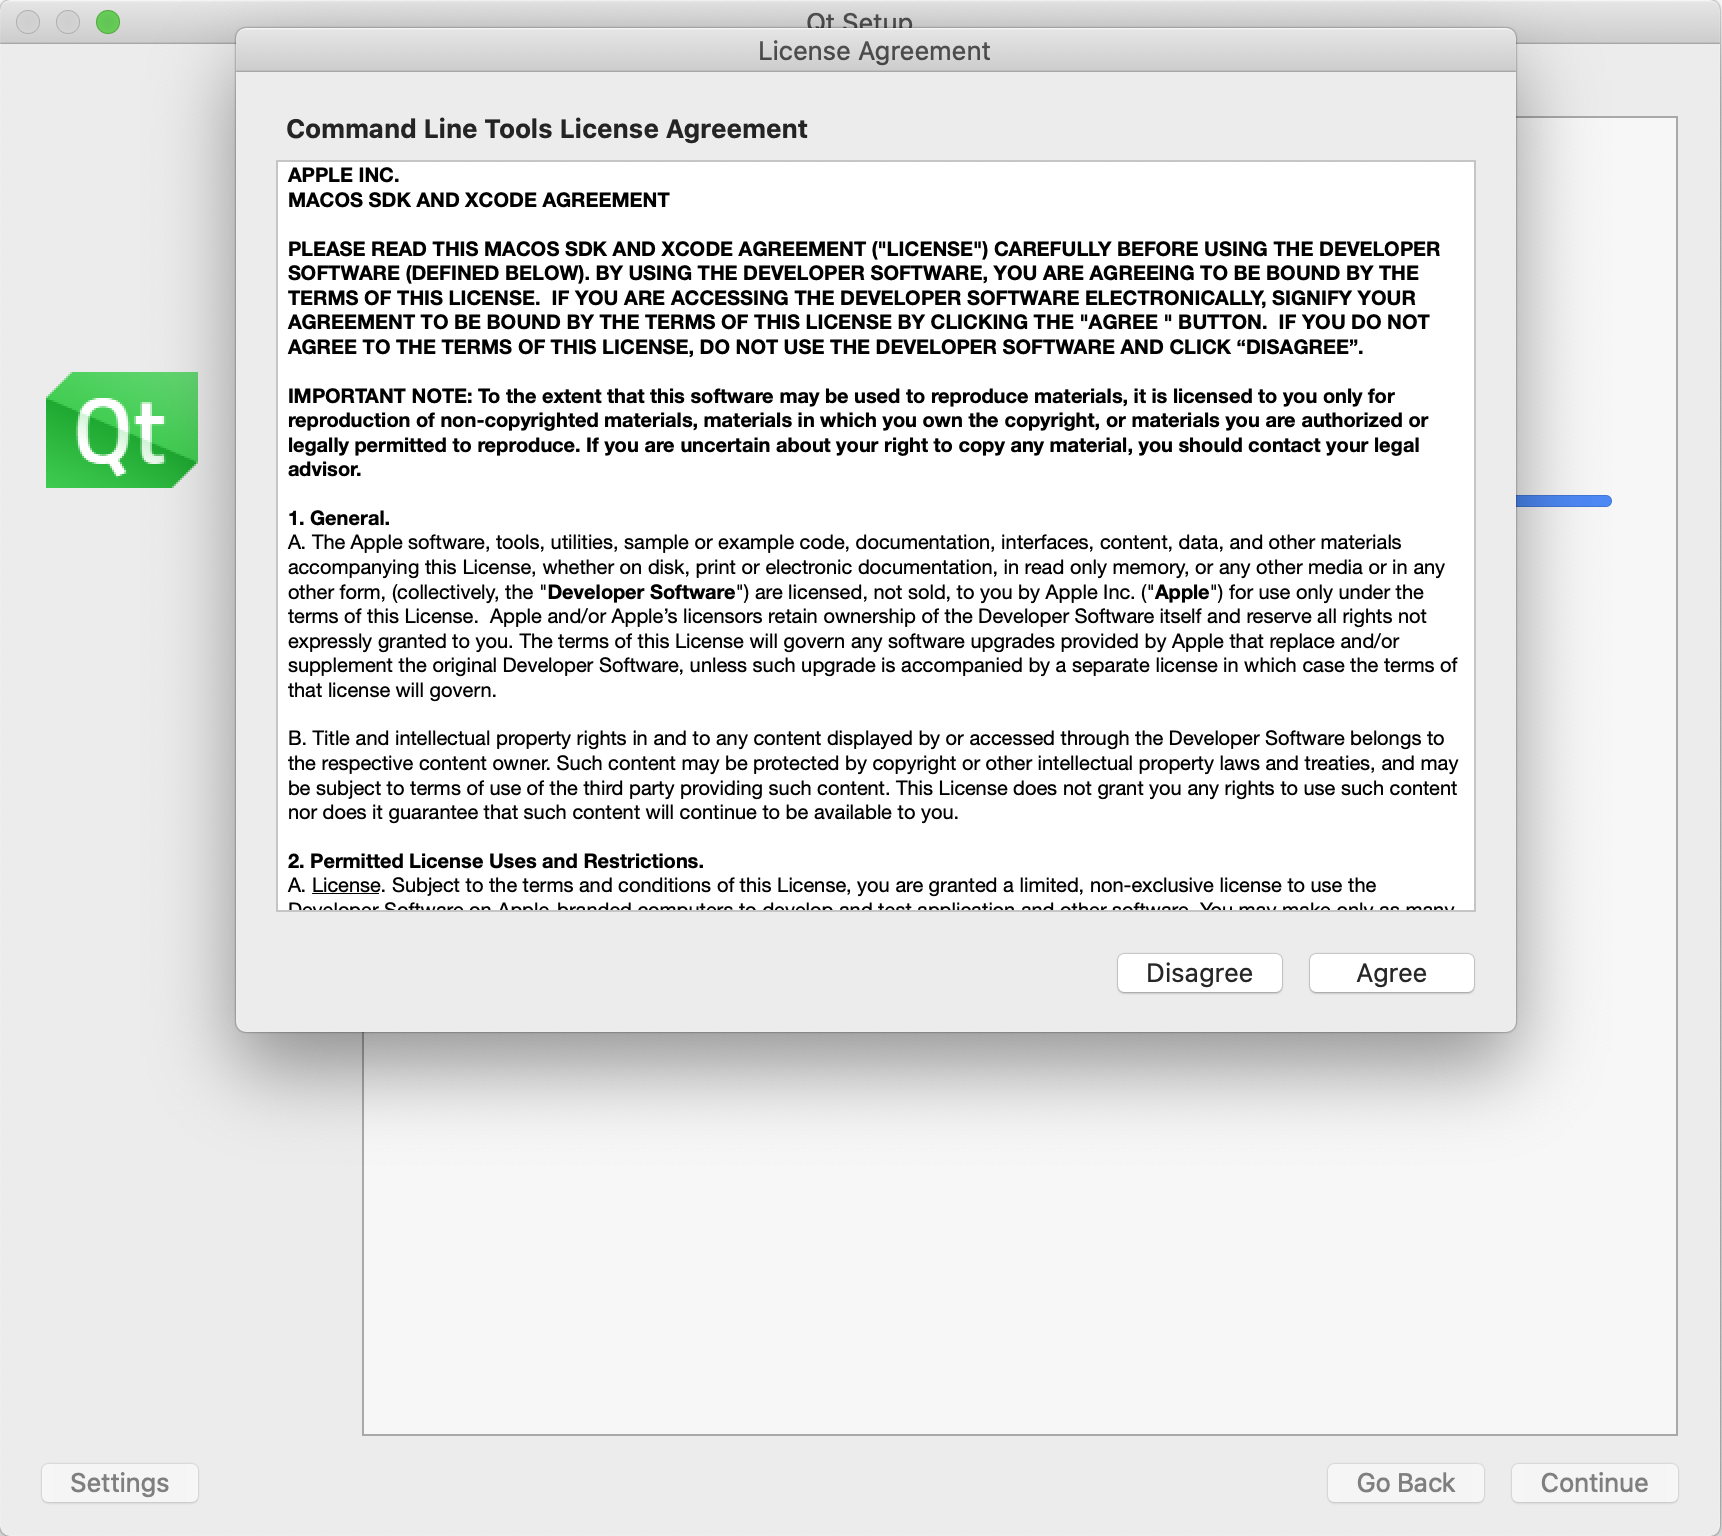 Qt Setup
License Agreement
Command Line Tools License Agreement
APPLE INC.
MACOS SDK AND XCODE AGREEMENT
PLEASE READ THIS MACOS SDK AND XCODE AGREEMENT ("LICENSE") CAREFULLY BEFORE USING THE DEVELOPER
SOFTWARE (DEFINED BELOW). BY USING THE DEVELOPER SOFTWARE, YOU ARE AGREEING TO BE BOUND BY THE
TERMS OF THIS LICENSE.  IF YOU ARE ACCESSING THE DEVELOPER SOFTWARE ELECTRONICALLY, SIGNIFY YOUR
AGREEMENT TO BE BOUND BY THE TERMS OF THIS LICENSE BY CLICKING THE "AGREE " BUTTON.  IF YOU DO NOT
AGREE TO THE TERMS OF THIS LICENSE, DO NOT USE THE DEVELOPER SOFTWARE AND CLICK “DISAGREE”.
IMPORTANT NOTE: To the extent that this software may be used to reproduce materials, it is licensed to you only for
reproduction of non-copyrighted materials, materials in which you own the copyright, or materials you are authorized or
legally permitted to reproduce. If you are uncertain about your right to copy any material, you should contact your legal
advisor.
1. General.
A. The Apple software, tools, utilities, sample or example code, documentation, interfaces, content, data, and other materials
accompanying this License, whether on disk, print or electronic documentation, in read only memory, or any other media or in any
other form, (collectively, the "Developer Software") are licensed, not sold, to you by Apple Inc. ("Apple") for use only under the
terms of this License.  Apple and/or Apple’s licensors retain ownership of the Developer Software itself and reserve all rights not
expressly granted to you. The terms of this License will govern any software upgrades provided by Apple that replace and/or
supplement the original Developer Software, unless such upgrade is accompanied by a separate license in which case the terms of
that license will govern.
B. Title and intellectual property rights in and to any content displayed by or accessed through the Developer Software belongs to
the respective content owner. Such content may be protected by copyright or other intellectual property laws and treaties, and may
be subject to terms of use of the third party providing such content. This License does not grant you any rights to use such content
nor does it guarantee that such content will continue to be available to you.
2. Permitted License Uses and Restrictions.
A. License. Subject to the terms and conditions of this License, you are granted a limited, non-exclusive license to use the
Developer Software on Apple-branded computers to develop and test application and other software. You may make only as many
Qt
Disagree
Agree
Settings
Go Back
Continue